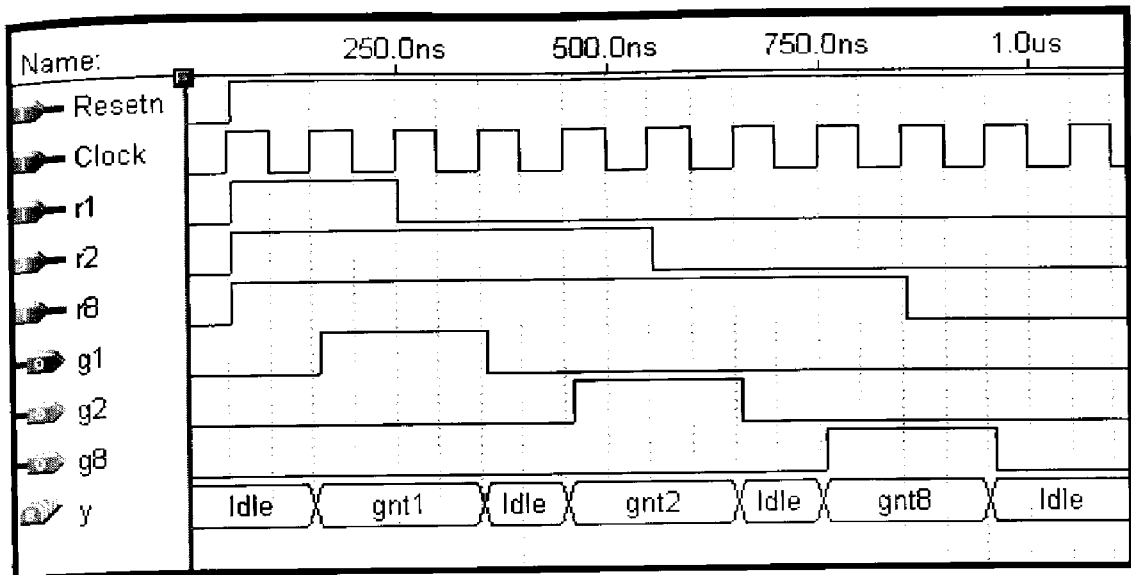 Name: 250.0ns 500.0ns 750.0ns 1.0us
Resetn
Clock
r1
r2
r8
g1
g2
g8
y Idle gnt1 Idle gnt2 Idle gnt8 Idle